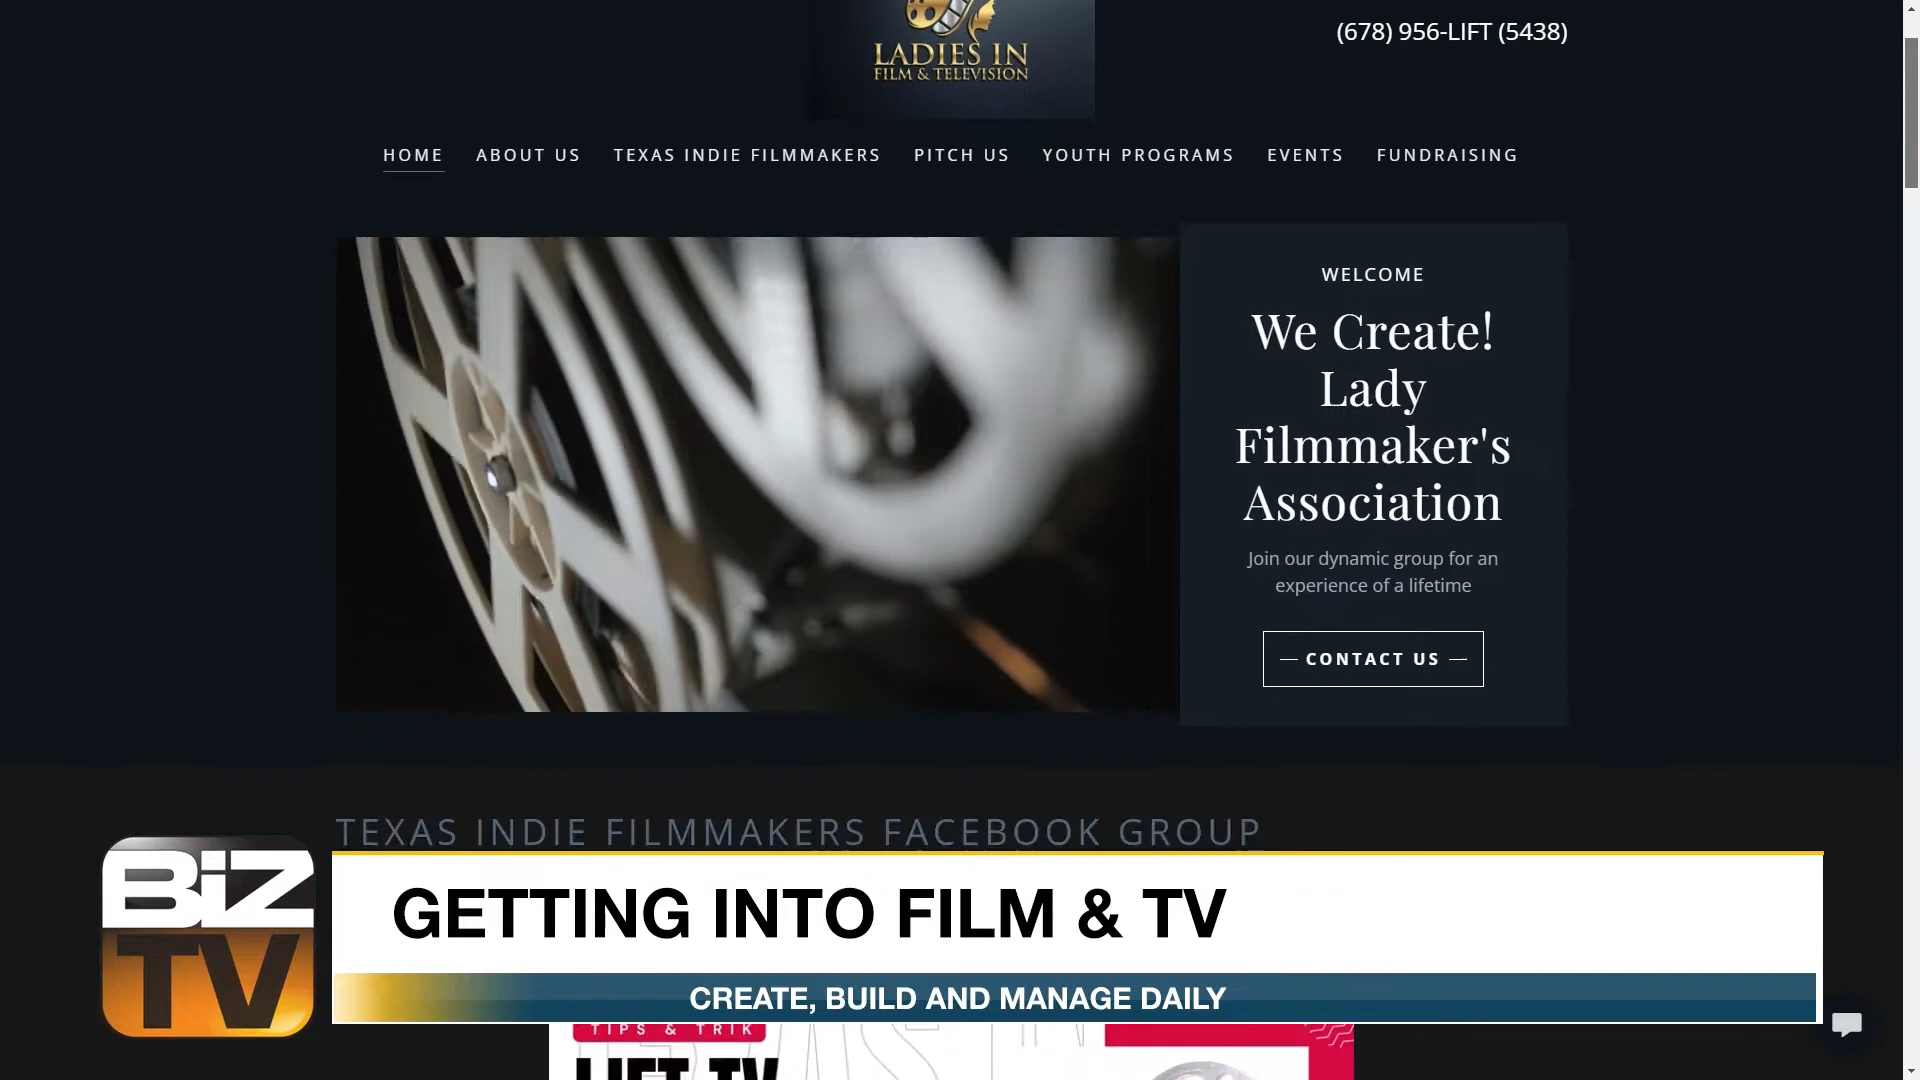 (678) 956-LIFT (5438)
LADIES IN
FILM & TELEVISION
HOME ABOUT US TEXAS INDIE FILMMAKERS PITCH US YOUTH PROGRAMS EVENTS FUNDRAISING
WELCOME
We Create!
Lady
Filmmaker's
Association
Join our dynamic group for an
experience of a lifetime
— CONTACT US —
TEXAS INDIE FILMMAKERS FACEBOOK GROUP
BiZ
TV
GETTING INTO FILM & TV
CREATE, BUILD AND MANAGE DAILY
TIPS & TRIK
LIFT TV